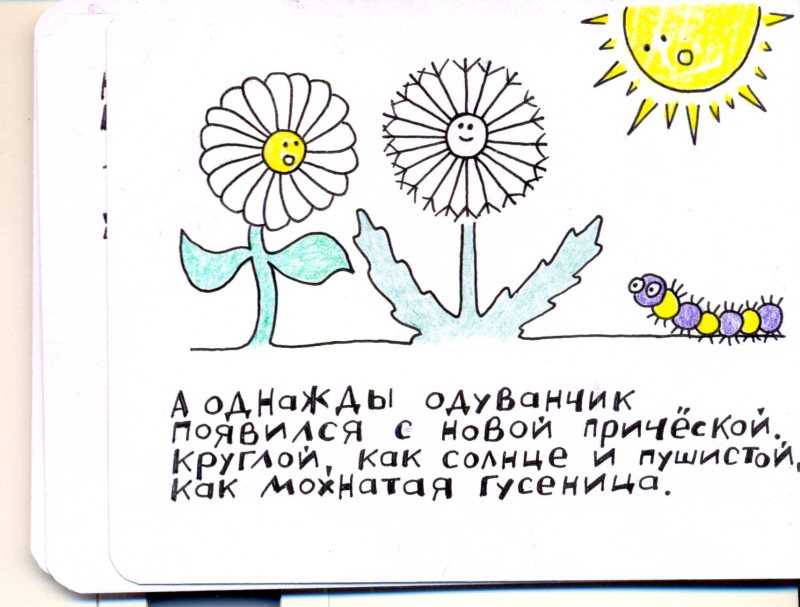 А однажды одуванчик
появился с новой причёской.
круглой, как солнце и пушистой,
как мохнатая гусеница.